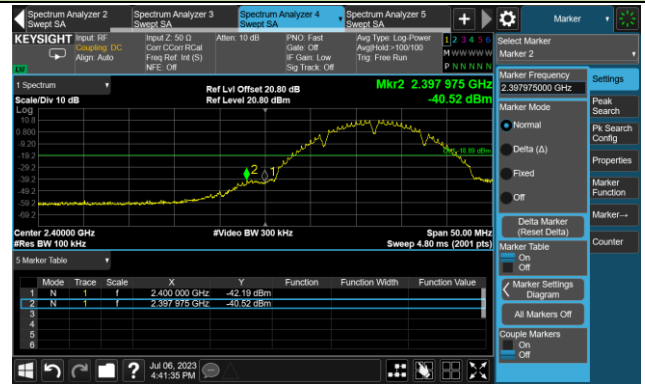 Spectrum Analyzer 2
Swept SA
Spectrum Analyzer 3
Swept SA
Spectrum Analyzer 4
Swept SA
Spectrum Analyzer 5
Swept SA
+
Marker
KEYSIGHT
Input: RF
Coupling: DC
Align: Auto
Input Z: 50 Ω
Corr CCorr RCal
Freq Ref: Int (S)
NFE: Off
Atten: 10 dB
PNO: Fast
Gate: Off
IF Gain: Low
Sig Track: Off
Avg Type: Log-Power
Avg|Hold:>100/100
Trig: Free Run
1 2 3 4 5 6
M W W W W W
P N N N N N
Select Marker
Marker 2
1 Spectrum
Scale/Div 10 dB
Log
Ref Lvl Offset 20.80 dB
Ref Level 20.80 dBm
Mkr2 2.397 975 GHz
-40.52 dBm
10.8
0.800
-9.20
-19.2
-29.2
-39.2
-49.2
-59.2
-69.2
2
1
Center 2.40000 GHz
#Res BW 100 kHz
#Video BW 300 kHz
Span 50.00 MHz
Sweep 4.80 ms (2001 pts)
5 Marker Table
Mode Trace Scale X Y Function Function Width Function Value
1 N 1 f 2.400 000 GHz -42.19 dBm
2 N 1 f 2.397 975 GHz -40.52 dBm
3
4
5
6
Marker Frequency
2.397975000 GHz
Marker Mode
Normal
Delta (Δ)
Fixed
Off
Delta Marker
(Reset Delta)
Marker Table
On
Off
Marker Settings
Diagram
All Markers Off
Couple Markers
On
Off
Settings
Peak
Search
Pk Search
Config
Properties
Marker
Function
Marker→
Counter
?
Jul 06, 2023
4:41:35 PM